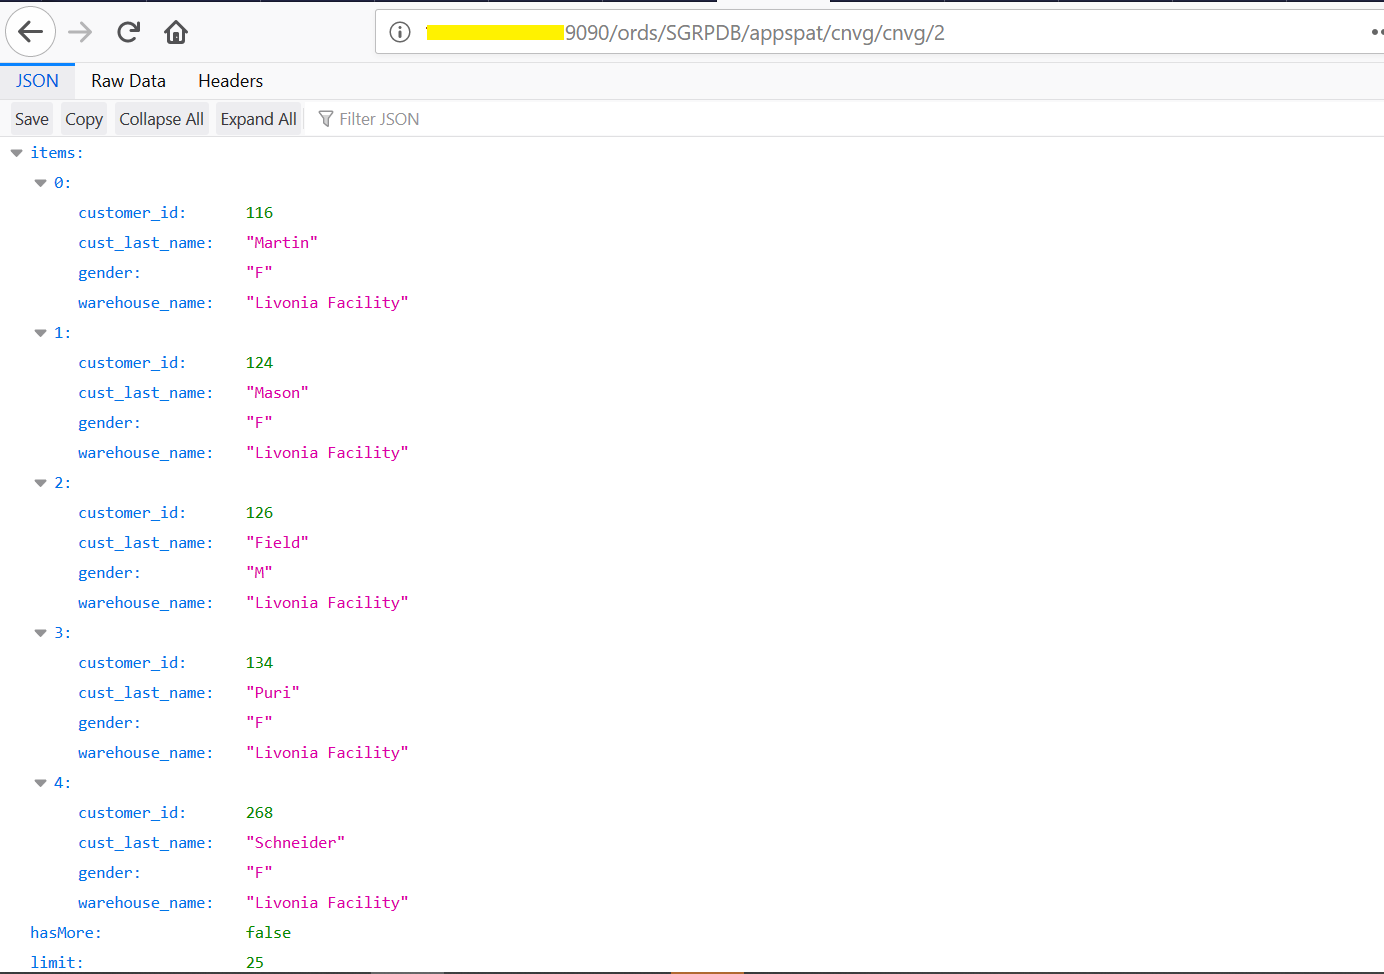 9090/ords/SGRPDB/appspat/cnvg/cnvg/2
JSON Raw Data Headers
Save Copy Collapse All Expand All Filter JSON
items:
0:
customer_id: 116
cust_last_name: "Martin"
gender: "F"
warehouse_name: "Livonia Facility"
1:
customer_id: 124
cust_last_name: "Mason"
gender: "F"
warehouse_name: "Livonia Facility"
2:
customer_id: 126
cust_last_name: "Field"
gender: "M"
warehouse_name: "Livonia Facility"
3:
customer_id: 134
cust_last_name: "Puri"
gender: "F"
warehouse_name: "Livonia Facility"
4:
customer_id: 268
cust_last_name: "Schneider"
gender: "F"
warehouse_name: "Livonia Facility"
hasMore: false
limit: 25